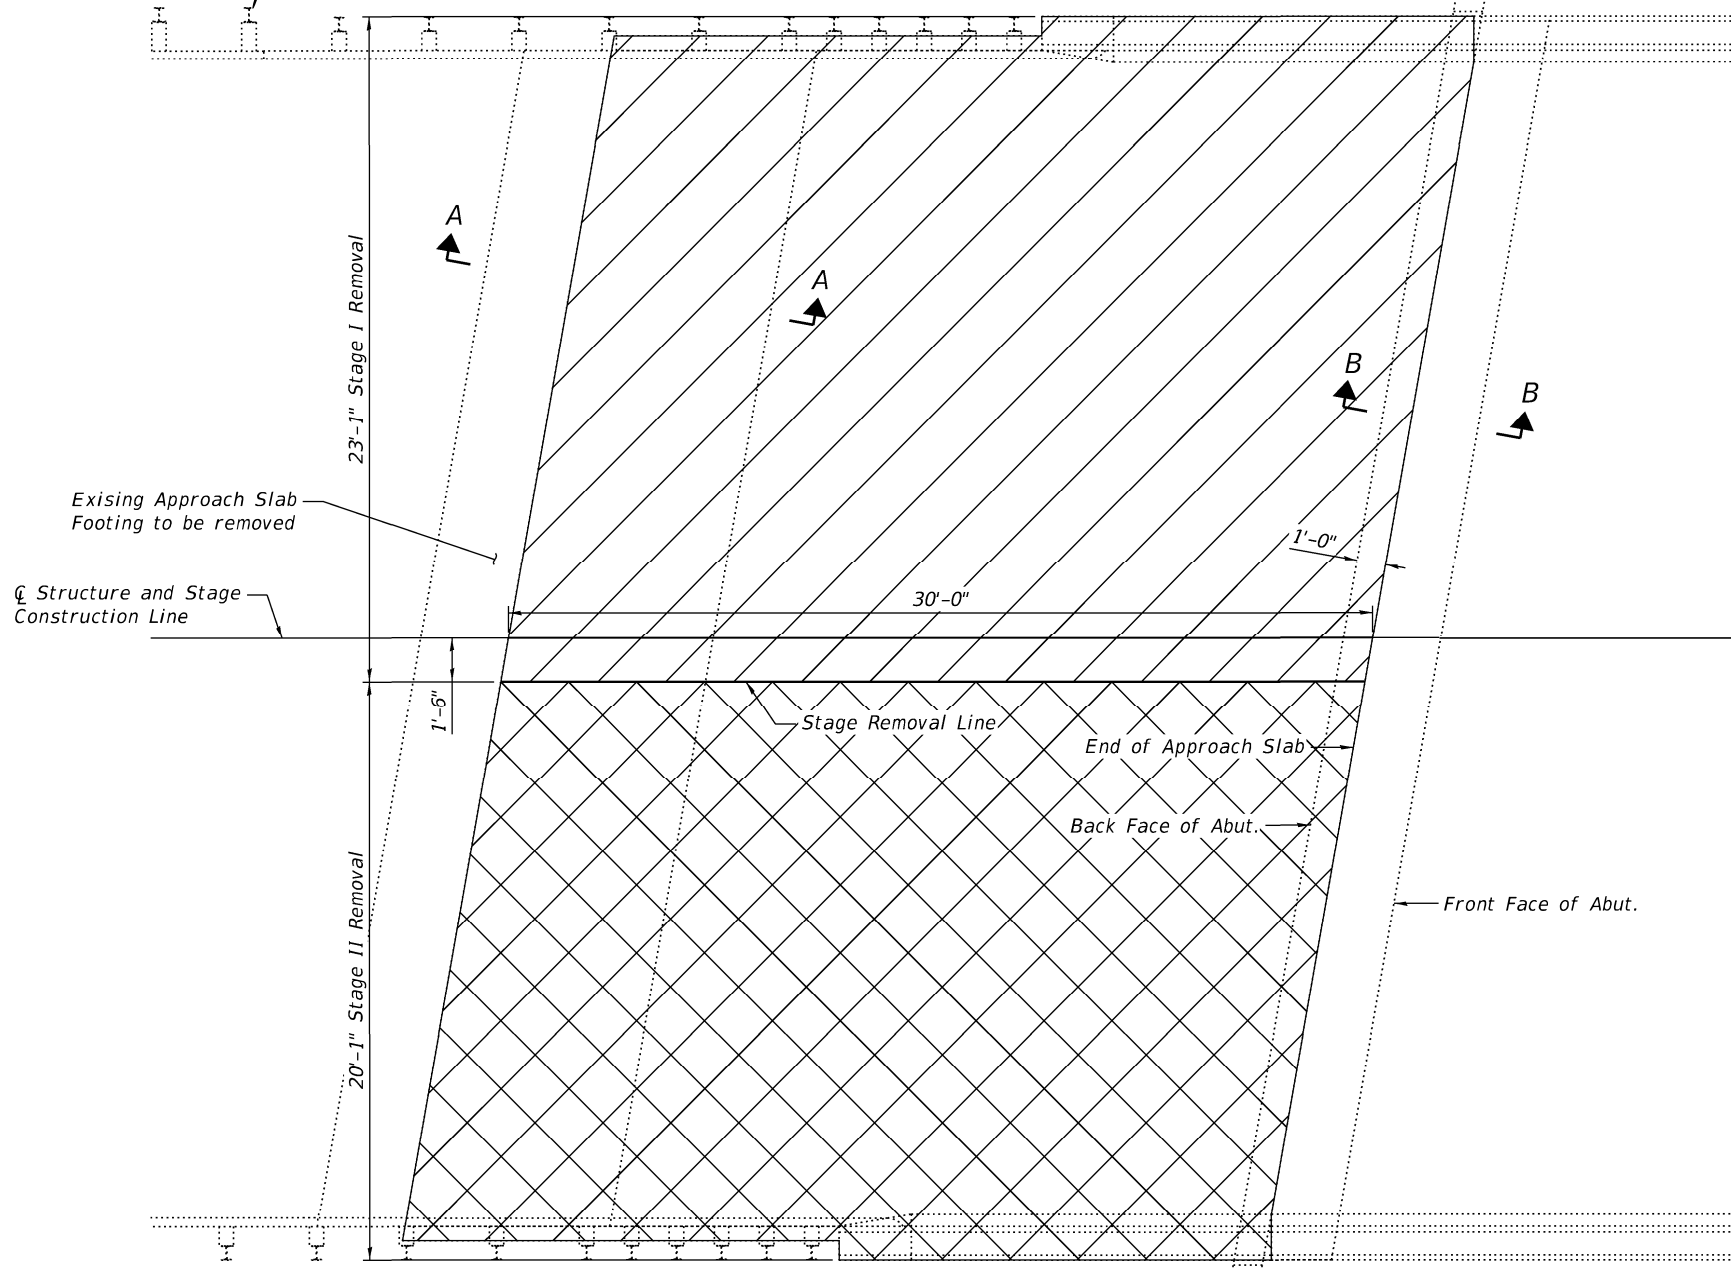 A
A
B
B
23'-1" Stage I Removal
Exising Approach Slab
Footing to be removed
1'-0"
℄ Structure and Stage
Construction Line
30'-0"
1'-6"
Stage Removal Line
End of Approach Slab
Back Face of Abut.
Front Face of Abut.
20'-1" Stage II Removal